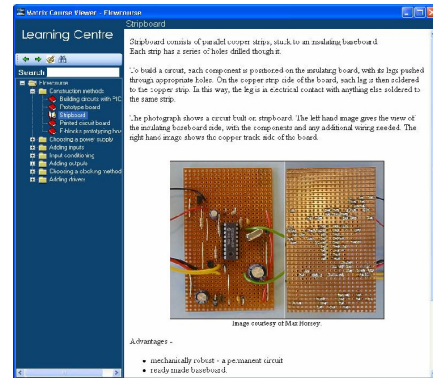 Matrix Course Viewer - Flowcourse
Stripboard
Learning Centre
Search
Flowcourse
Construction methods
Building circuits with PIC
Prototype board
Stripboard
Printed circuit board
E-blocks prototyping boa
Choosing a power supply
Adding inputs
Input conditioning
Adding outputs
Choosing a clocking method
Adding drivers
Stripboard consists of parallel copper strips, stuck to an insulating baseboard.
Each strip has a series of holes drilled though it.
To build a circuit, each component is positioned on the insulating board, with its legs pushed
through appropriate holes. On the copper strip side of the board, each leg is then soldered
to the copper strip. In this way, the leg is in electrical contact with anything else soldered to
the same strip.
The photograph shows a circuit built on stripboard. The left hand image gives the view of
the insulating baseboard side, with the components and any additional wiring needed. The
right hand image shows the copper track side of the board.
Image courtesy of Max Horsey.
Advantages -
mechanically robust - a permanent circuit
ready made baseboard.